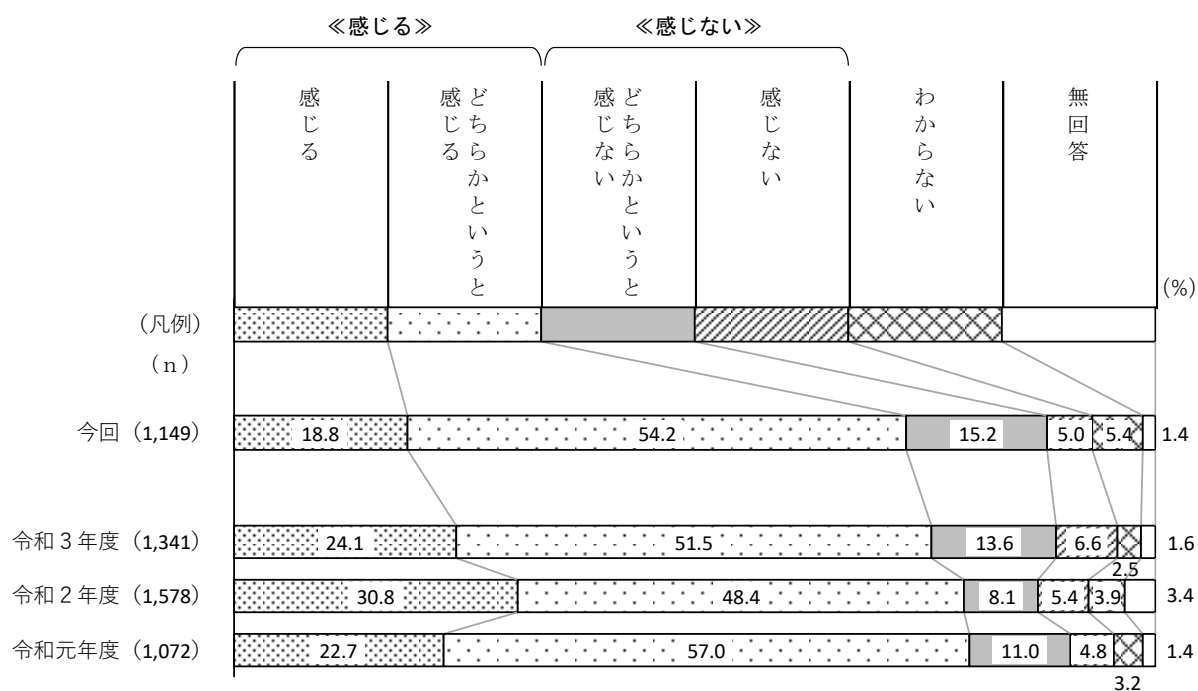 ≪感じる≫ ≪感じない≫
感じる
どちらかというと
感じる
どちらかというと
感じない
感じない
わからない
無回答
(%)
(凡例)
(n)
今回 (1,149) 18.8 54.2 15.2 5.0 5.4 1.4
令和3年度 (1,341) 24.1 51.5 13.6 6.6 2.5 1.6
令和2年度 (1,578) 30.8 48.4 8.1 5.4 3.9 3.4
令和元年度 (1,072) 22.7 57.0 11.0 4.8 3.2 1.4